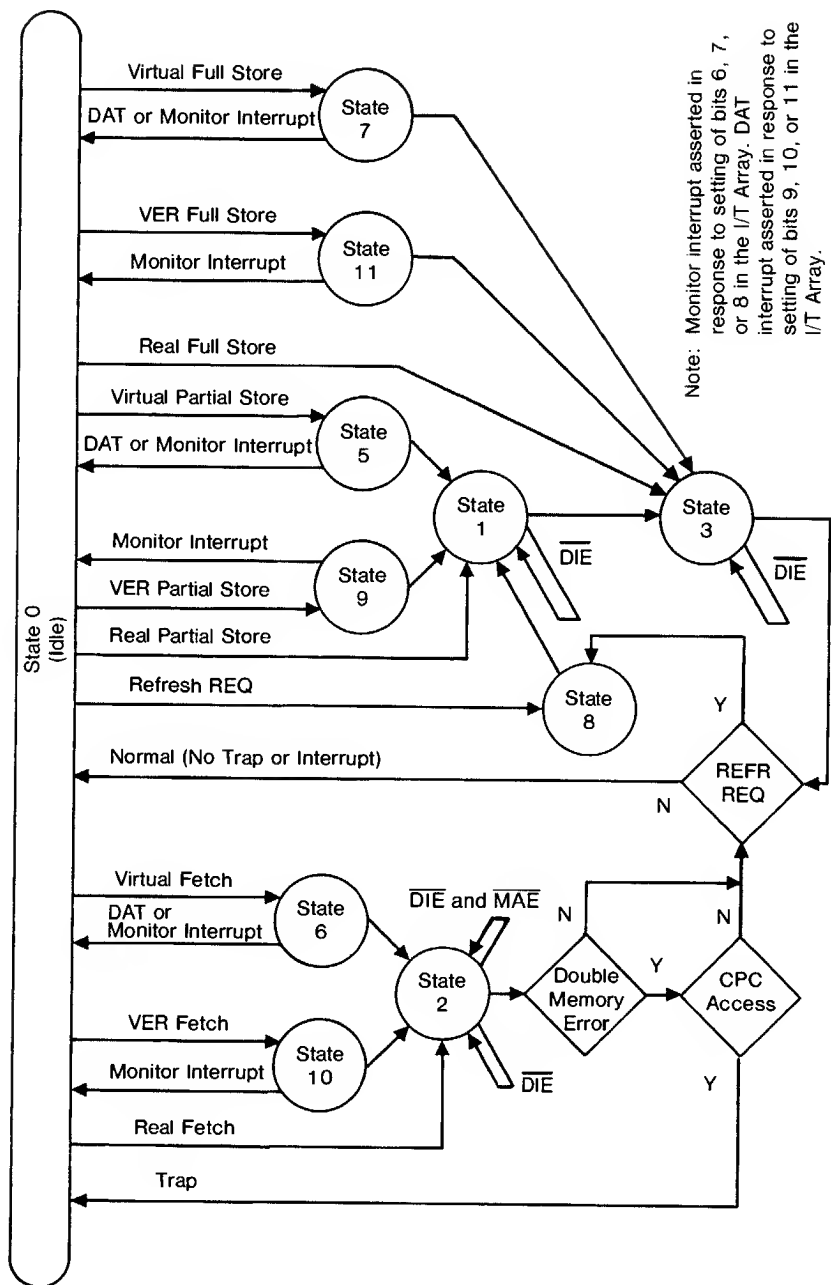 State 0
(Idle)
Virtual Full Store
DAT or Monitor Interrupt
State
7
VER Full Store
Monitor Interrupt
State
11
Real Full Store
Virtual Partial Store
DAT or Monitor Interrupt
State
5
State
1
DIE
State
3
DIE
Monitor Interrupt
VER Partial Store
State
9
Real Partial Store
Refresh REQ
State
8
Y
Normal (No Trap or Interrupt)
N
REFR
REQ
Virtual Fetch
DAT or
Monitor Interrupt
State
6
DIE and MAE
N
N
State
2
Double
Memory
Error
Y
CPC
Access
VER Fetch
Monitor Interrupt
State
10
DIE
Y
Real Fetch
Trap
Note: Monitor interrupt asserted in
response to setting of bits 6, 7,
or 8 in the I/T Array. DAT
interrupt asserted in response to
setting of bits 9, 10, or 11 in the
I/T Array.